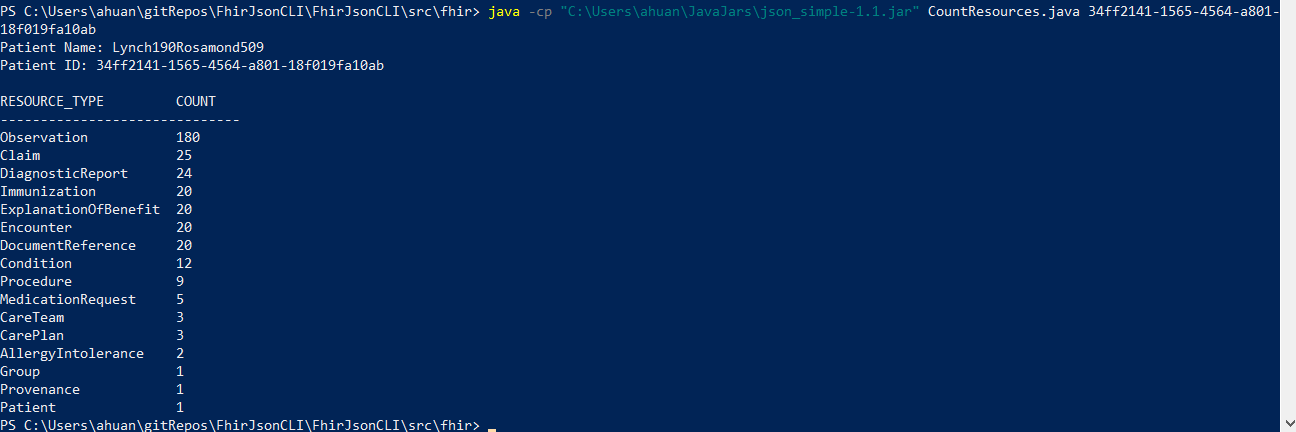 PS C:\Users\ahuan\gitRepos\FhirJsonCLI\FhirJsonCLI\src\fhir> java -cp "C:\Users\ahuan\JavaJars\json_simple-1.1.jar" CountResources.java 34ff2141-1565-4564-a801-
18f019fa10ab
Patient Name: Lynch190Rosamond509
Patient ID: 34ff2141-1565-4564-a801-18f019fa10ab
RESOURCE_TYPE COUNT
------------------------------
Observation 180
Claim 25
DiagnosticReport 24
Immunization 20
ExplanationOfBenefit 20
Encounter 20
DocumentReference 20
Condition 12
Procedure 9
MedicationRequest 5
CareTeam 3
CarePlan 3
AllergyIntolerance 2
Group 1
Provenance 1
Patient 1
PS C:\Users\ahuan\gitRepos\FhirJsonCLI\FhirJsonCLI\src\fhir>